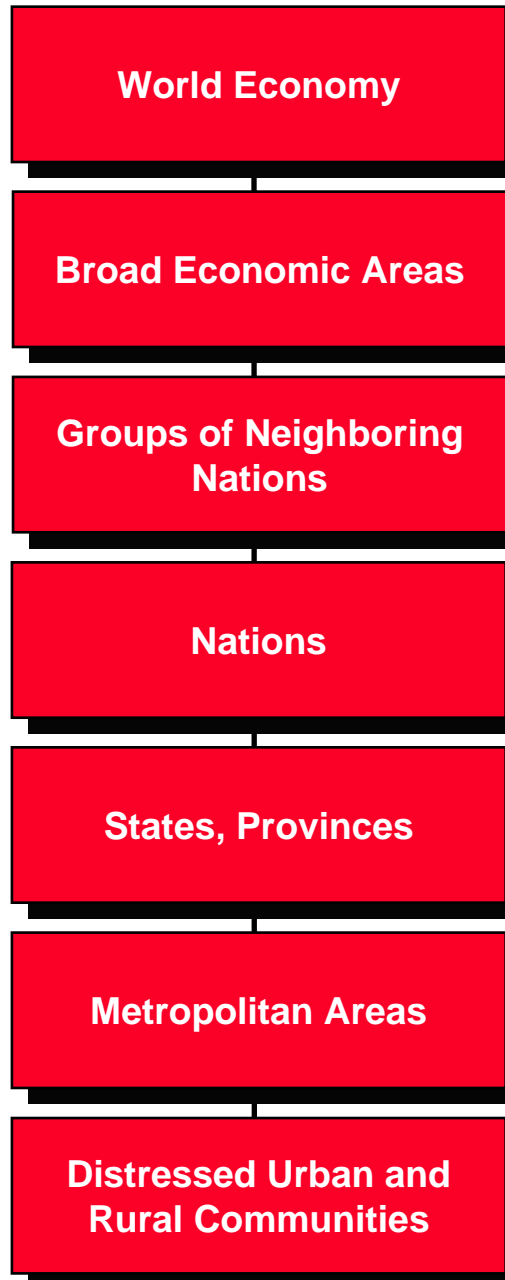 World Economy
Broad Economic Areas
Groups of Neighboring
Nations
Nations
States, Provinces
Metropolitan Areas
Distressed Urban and
Rural Communities